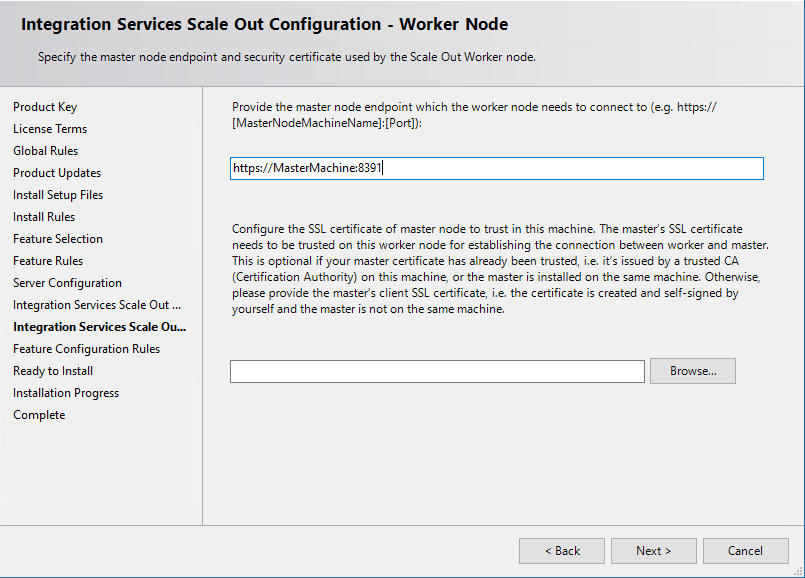 Integration Services Scale Out Configuration - Worker Node
Specify the master node endpoint and security certificate used by the Scale Out Worker node.
Product Key
License Terms
Global Rules
Product Updates
Install Setup Files
Install Rules
Feature Selection
Feature Rules
Server Configuration
Integration Services Scale Out ...
Integration Services Scale Ou...
Feature Configuration Rules
Ready to Install
Installation Progress
Complete
Provide the master node endpoint which the worker node needs to connect to (e.g. https://
[MasterNodeMachineName]:[Port]):
https://MasterMachine:8391
Configure the SSL certificate of master node to trust in this machine. The master's SSL certificate
needs to be trusted on this worker node for establishing the connection between worker and master.
This is optional if your master certificate has already been trusted, i.e. it's issued by a trusted CA
(Certification Authority) on this machine, or the master is installed on the same machine. Otherwise,
please provide the master's client SSL certificate, i.e. the certificate is created and self-signed by
yourself and the master is not on the same machine.
Browse...
< Back
Next >
Cancel